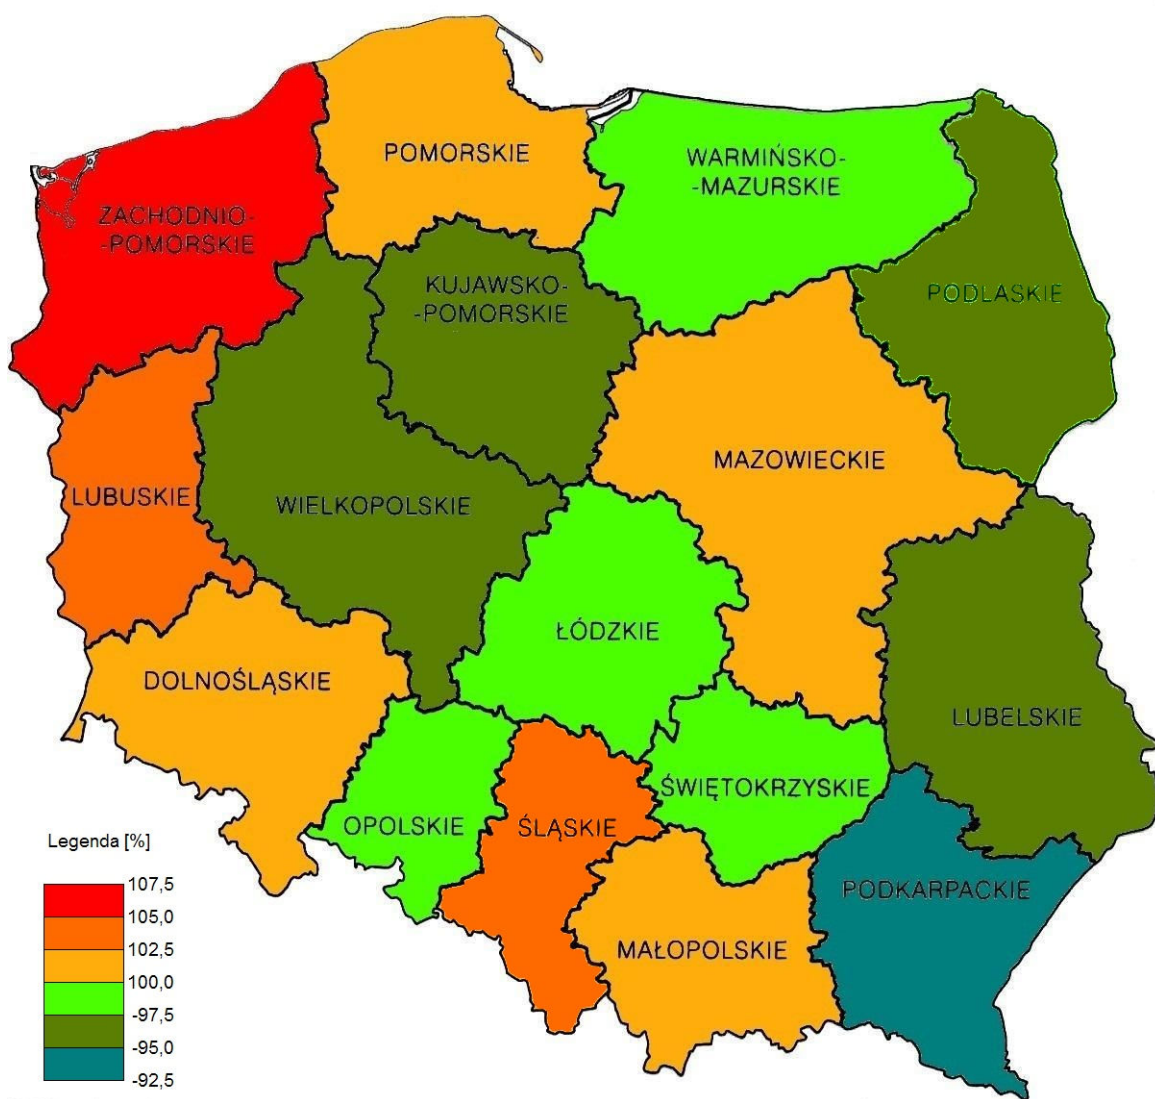 POMORSKIE
WARMIŃSKO-
-MAZURSKIE
ZACHODNIO-
-POMORSKIE
KUJAWSKO-
-POMORSKIE
PODLASKIE
MAZOWIECKIE
LUBUSKIE
WIELKOPOLSKIE
ŁÓDZKIE
DOLNOŚLĄSKIE
LUBELSKIE
ŚWIĘTOKRZYSKIE
OPOLSKIE
ŚLĄSKIE
PODKARPACKIE
MAŁOPOLSKIE
Legenda [%]
107,5
105,0
102,5
100,0
-97,5
-95,0
-92,5